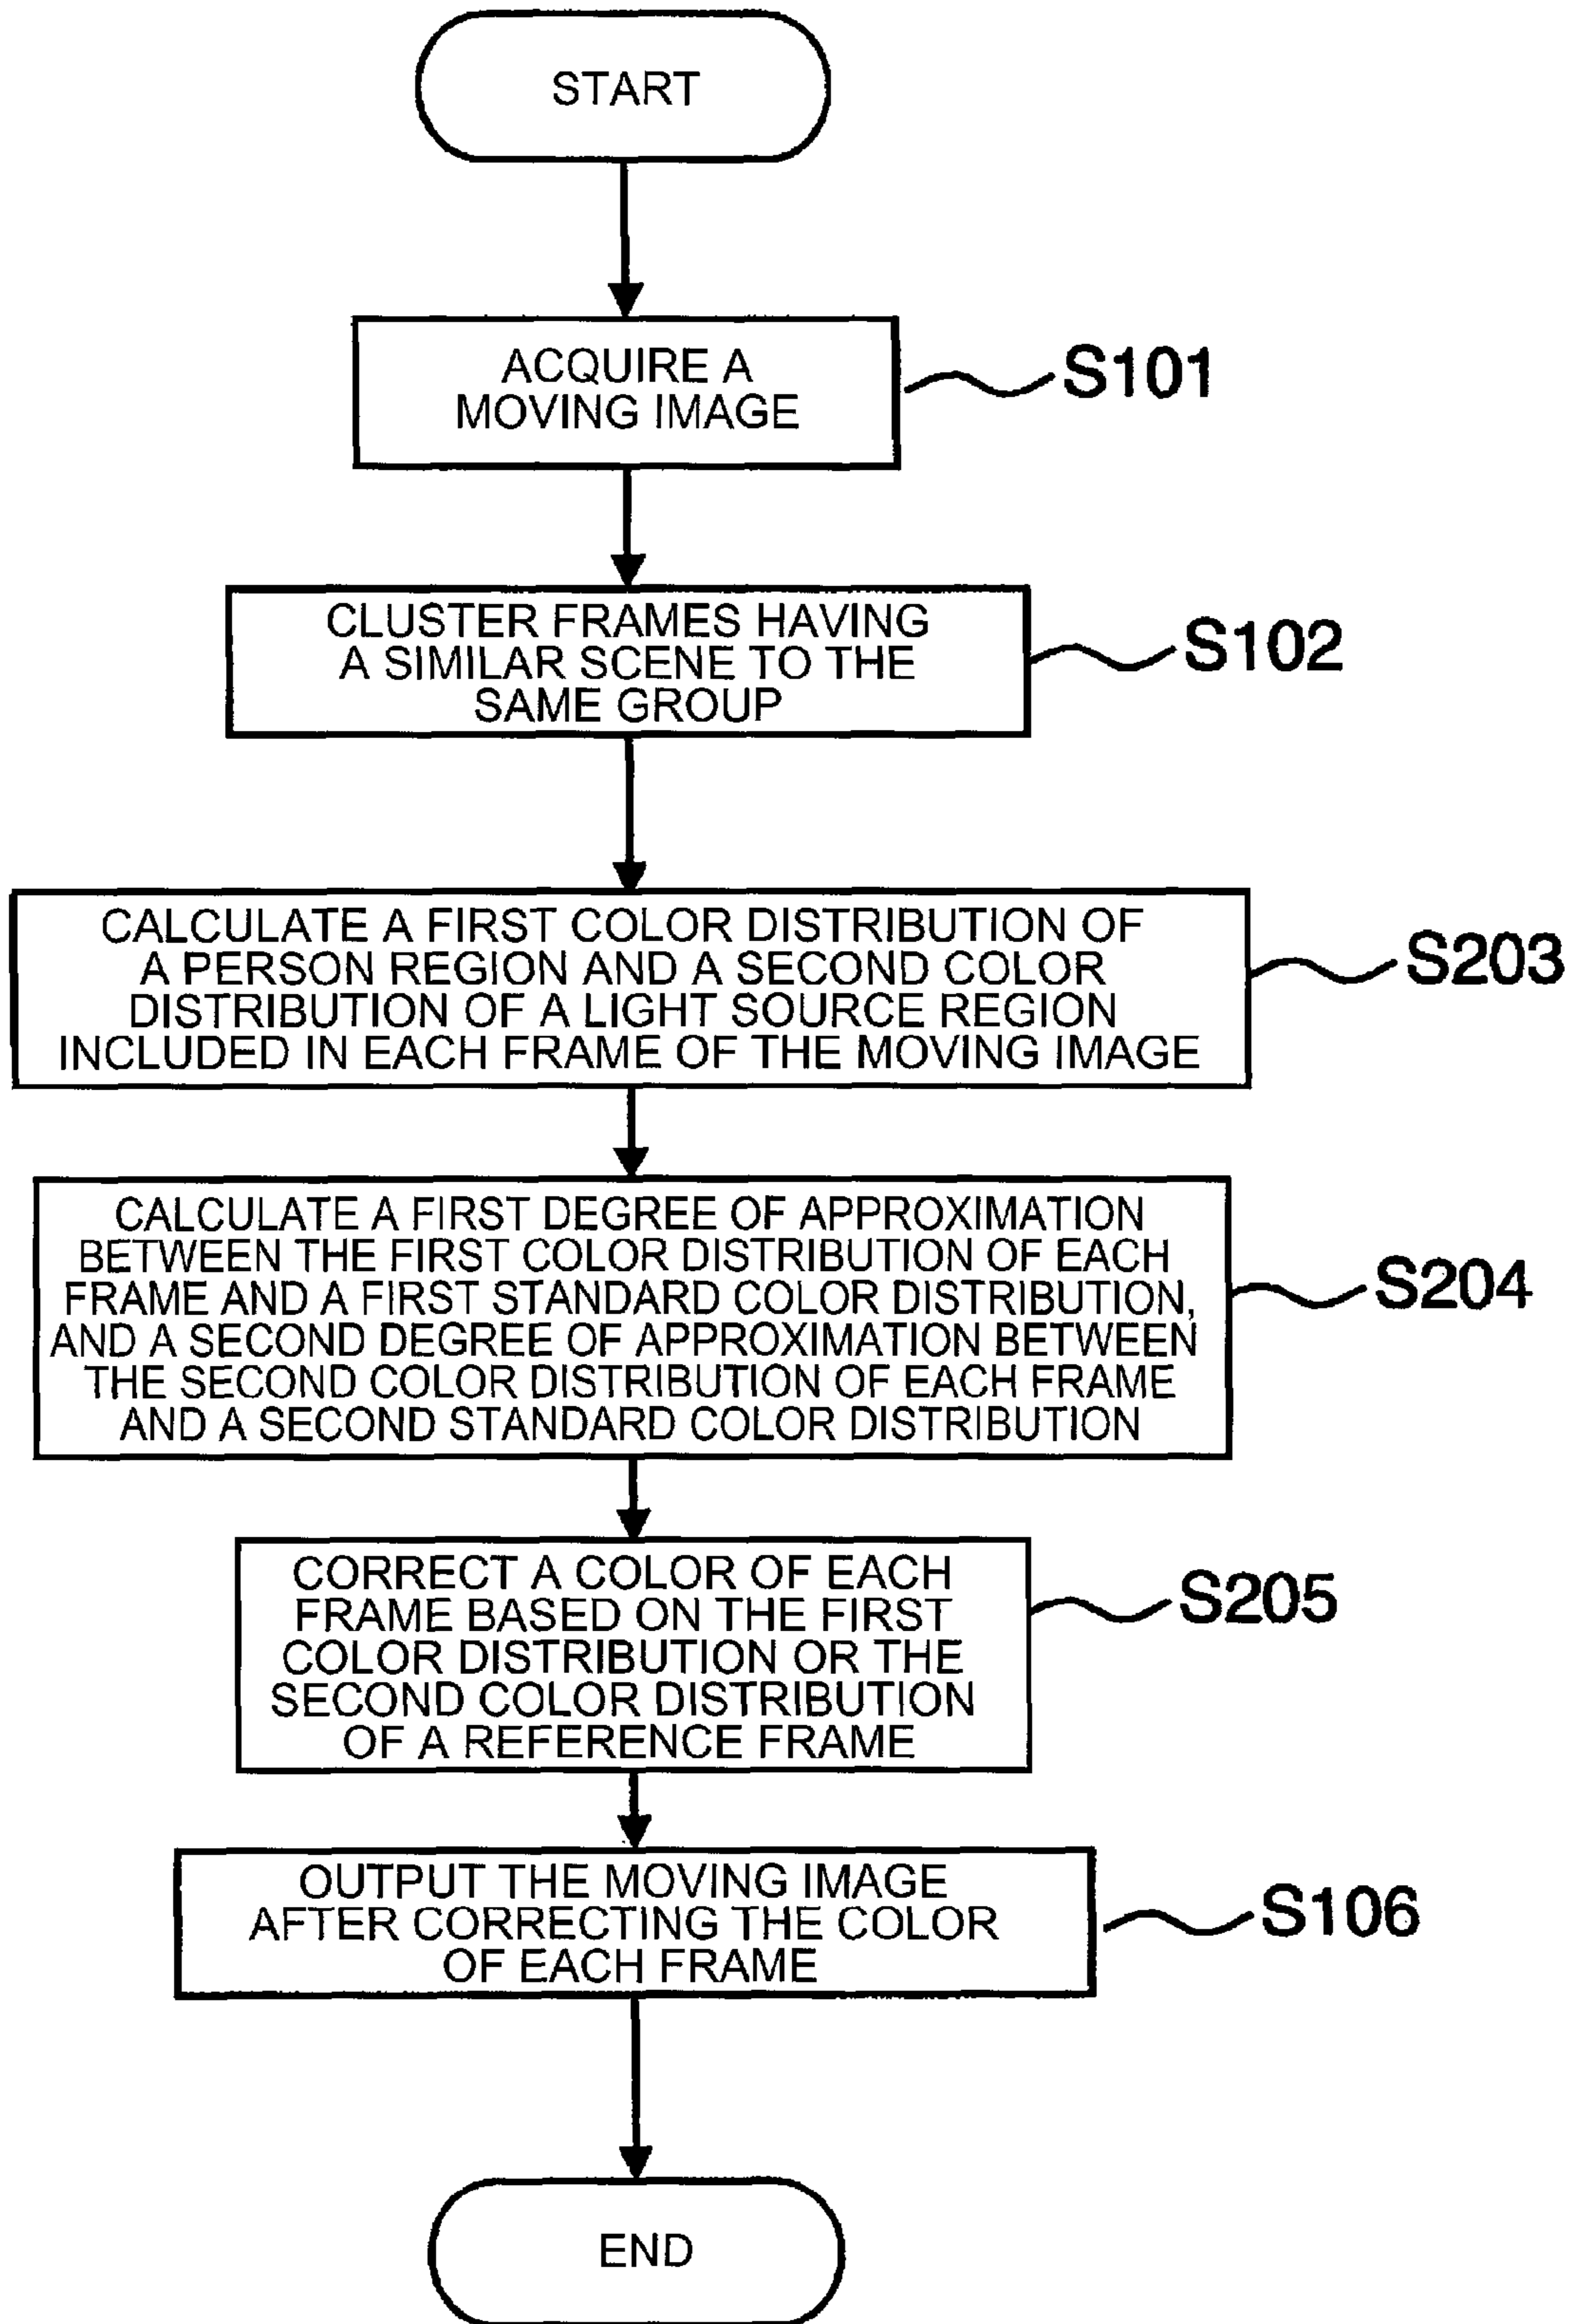 START
ACQUIRE A
MOVING IMAGE
S101
CLUSTER FRAMES HAVING
A SIMILAR SCENE TO THE
SAME GROUP
S102
CALCULATE A FIRST COLOR DISTRIBUTION OF
A PERSON REGION AND A SECOND COLOR
DISTRIBUTION OF A LIGHT SOURCE REGION
INCLUDED IN EACH FRAME OF THE MOVING IMAGE
S203
CALCULATE A FIRST DEGREE OF APPROXIMATION
BETWEEN THE FIRST COLOR DISTRIBUTION OF EACH
FRAME AND A FIRST STANDARD COLOR DISTRIBUTION,
AND A SECOND DEGREE OF APPROXIMATION BETWEEN
THE SECOND COLOR DISTRIBUTION OF EACH FRAME
AND A SECOND STANDARD COLOR DISTRIBUTION
S204
CORRECT A COLOR OF EACH
FRAME BASED ON THE FIRST
COLOR DISTRIBUTION OR THE
SECOND COLOR DISTRIBUTION
OF A REFERENCE FRAME
S205
OUTPUT THE MOVING IMAGE
AFTER CORRECTING THE COLOR
OF EACH FRAME
S106
END